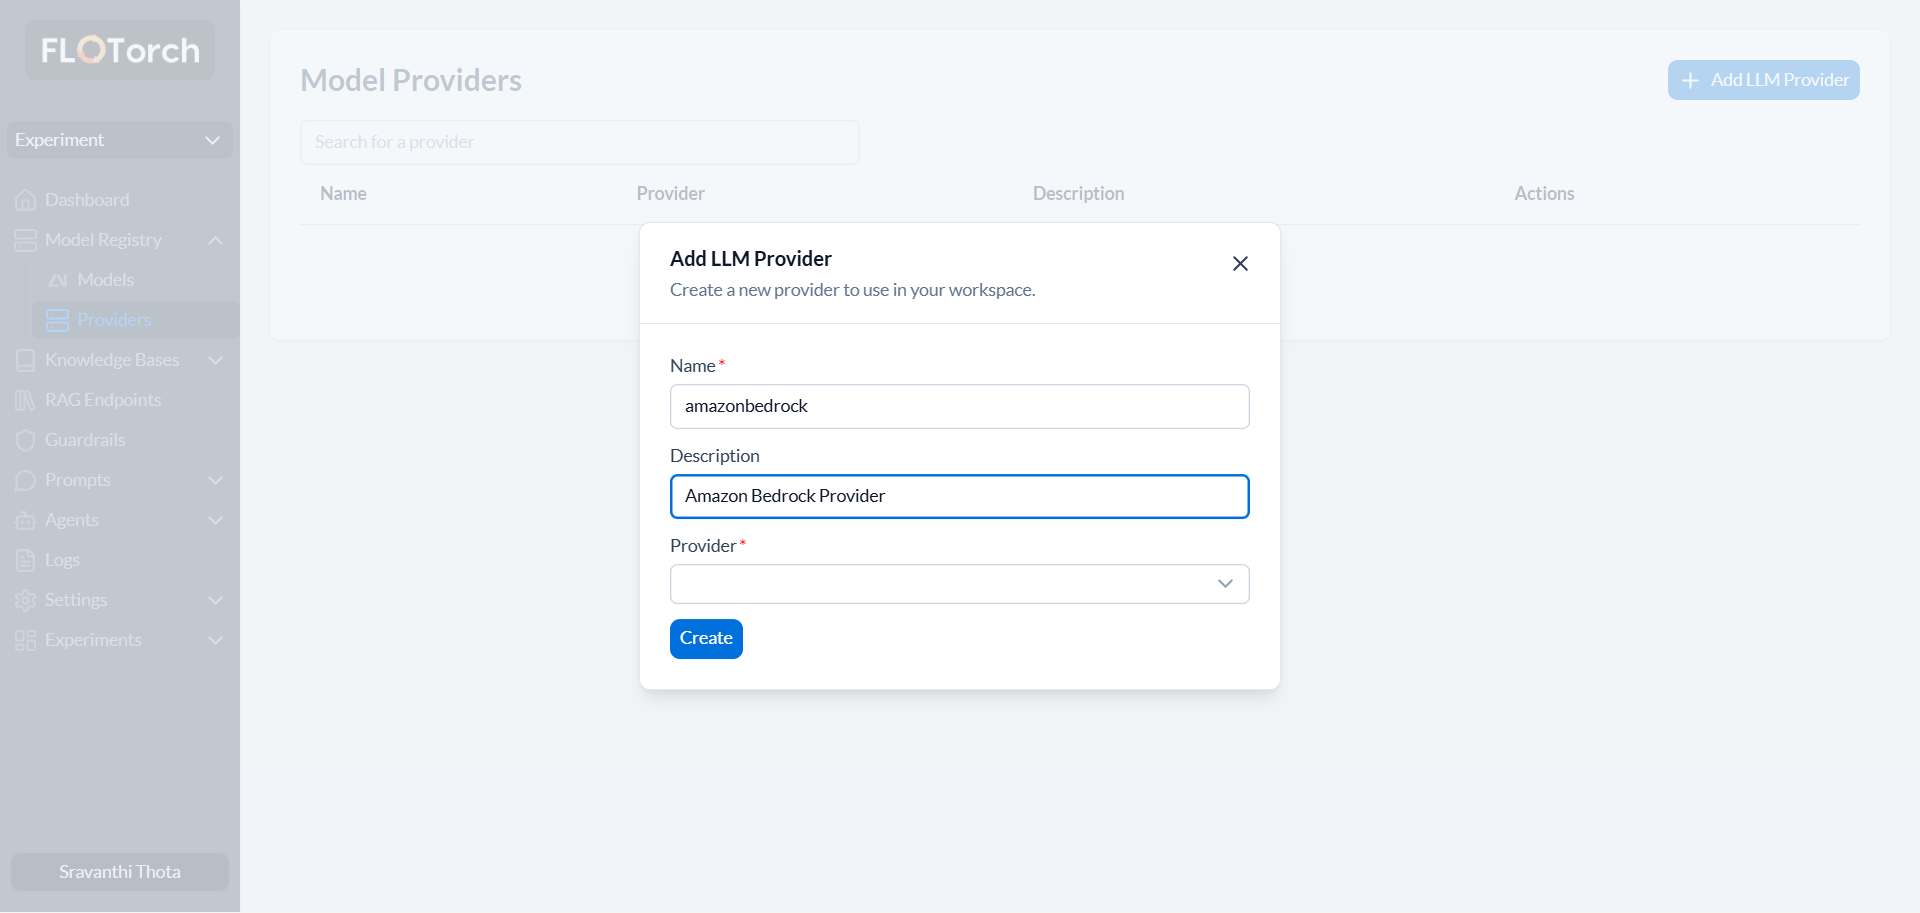 FLOTorch
Experiment
Dashboard
Model Registry
Models
Providers
Knowledge Bases
RAG Endpoints
Guardrails
Prompts
Agents
Logs
Settings
Experiments
Sravanthi Thota
Model Providers
+ Add LLM Provider
Search for a provider
Name Provider Description Actions
Add LLM Provider
Create a new provider to use in your workspace.
Name *
amazonbedrock
Description
Amazon Bedrock Provider
Provider *
Create